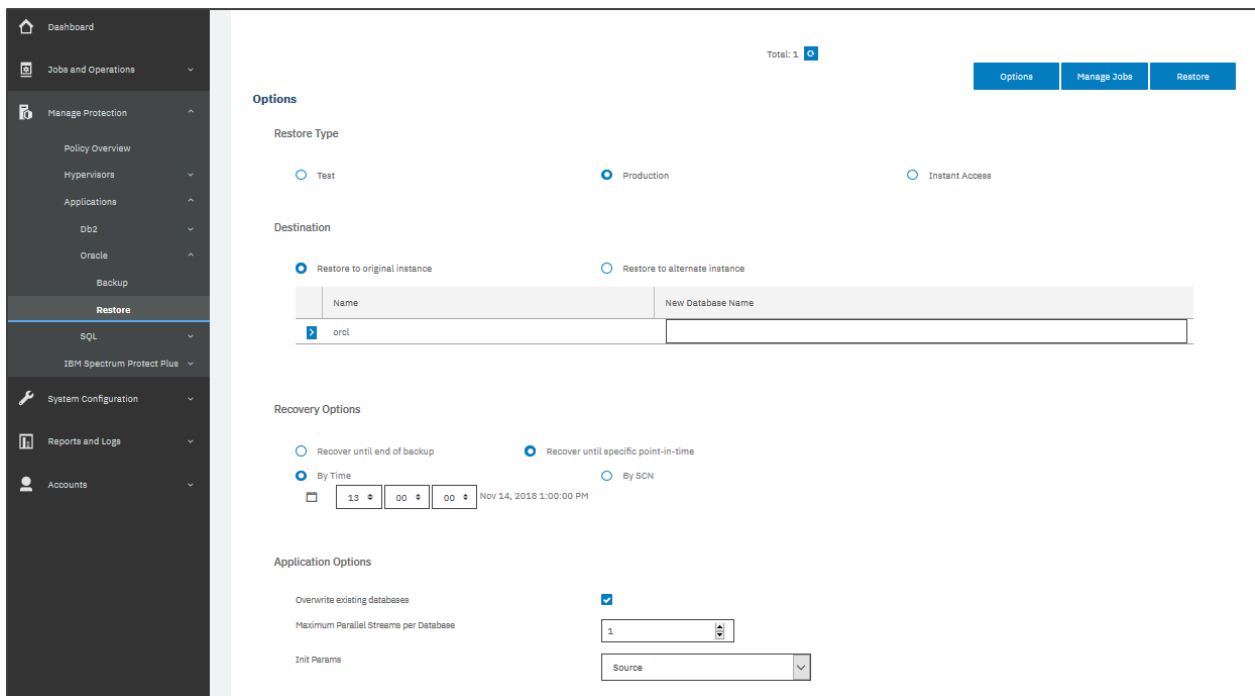 Dashboard
Jobs and Operations
Manage Protection
Policy Overview
Hypervisors
Applications
Db2
Oracle
Backup
Restore
SQL
IBM Spectrum Protect Plus
System Configuration
Reports and Logs
Accounts
Total: 1
Options Manage Jobs Restore
Options
Restore Type
Test Production Instant Access
Destination
Restore to original instance Restore to alternate instance
Name New Database Name
orcl
Recovery Options
Recover until end of backup Recover until specific point-in-time
By Time By SCN
13 00 00 Nov 14, 2018 1:00:00 PM
Application Options
Overwrite existing databases
Maximum Parallel Streams per Database 1
Init Params Source